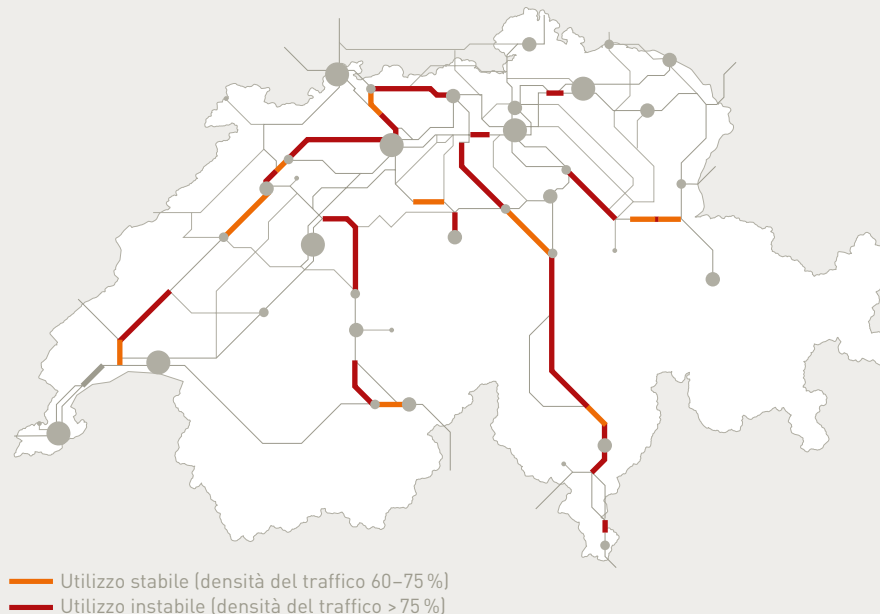 Utilizzo stabile (densità del traffico 60–75 %)
Utilizzo instabile (densità del traffico > 75 %)